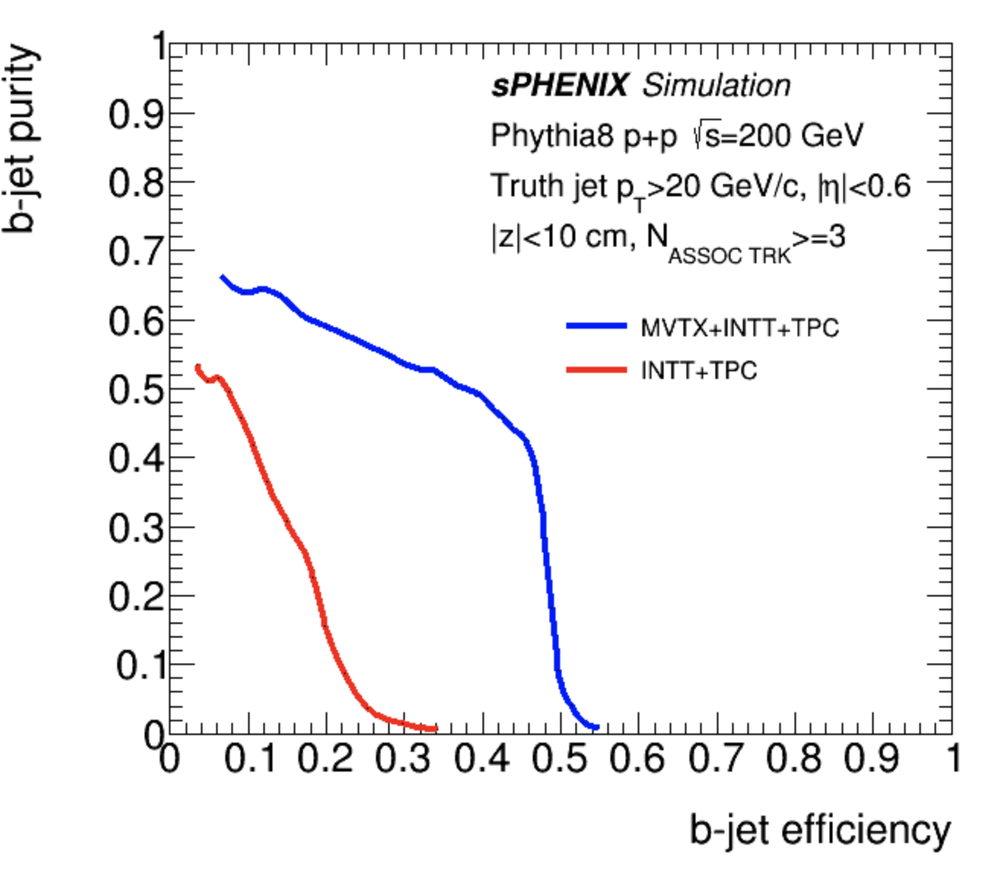 b-jet purity
1
0.9
0.8
0.7
0.6
0.5
0.4
0.3
0.2
0.1
0
sPHENIX Simulation
Phythia8 p+p √s=200 GeV
Truth jet pT>20 GeV/c, |η|<0.6
|z|<10 cm, NASSOC TRK>=3
MVTX+INTT+TPC
INTT+TPC
0 0.1 0.2 0.3 0.4 0.5 0.6 0.7 0.8 0.9 1
b-jet efficiency